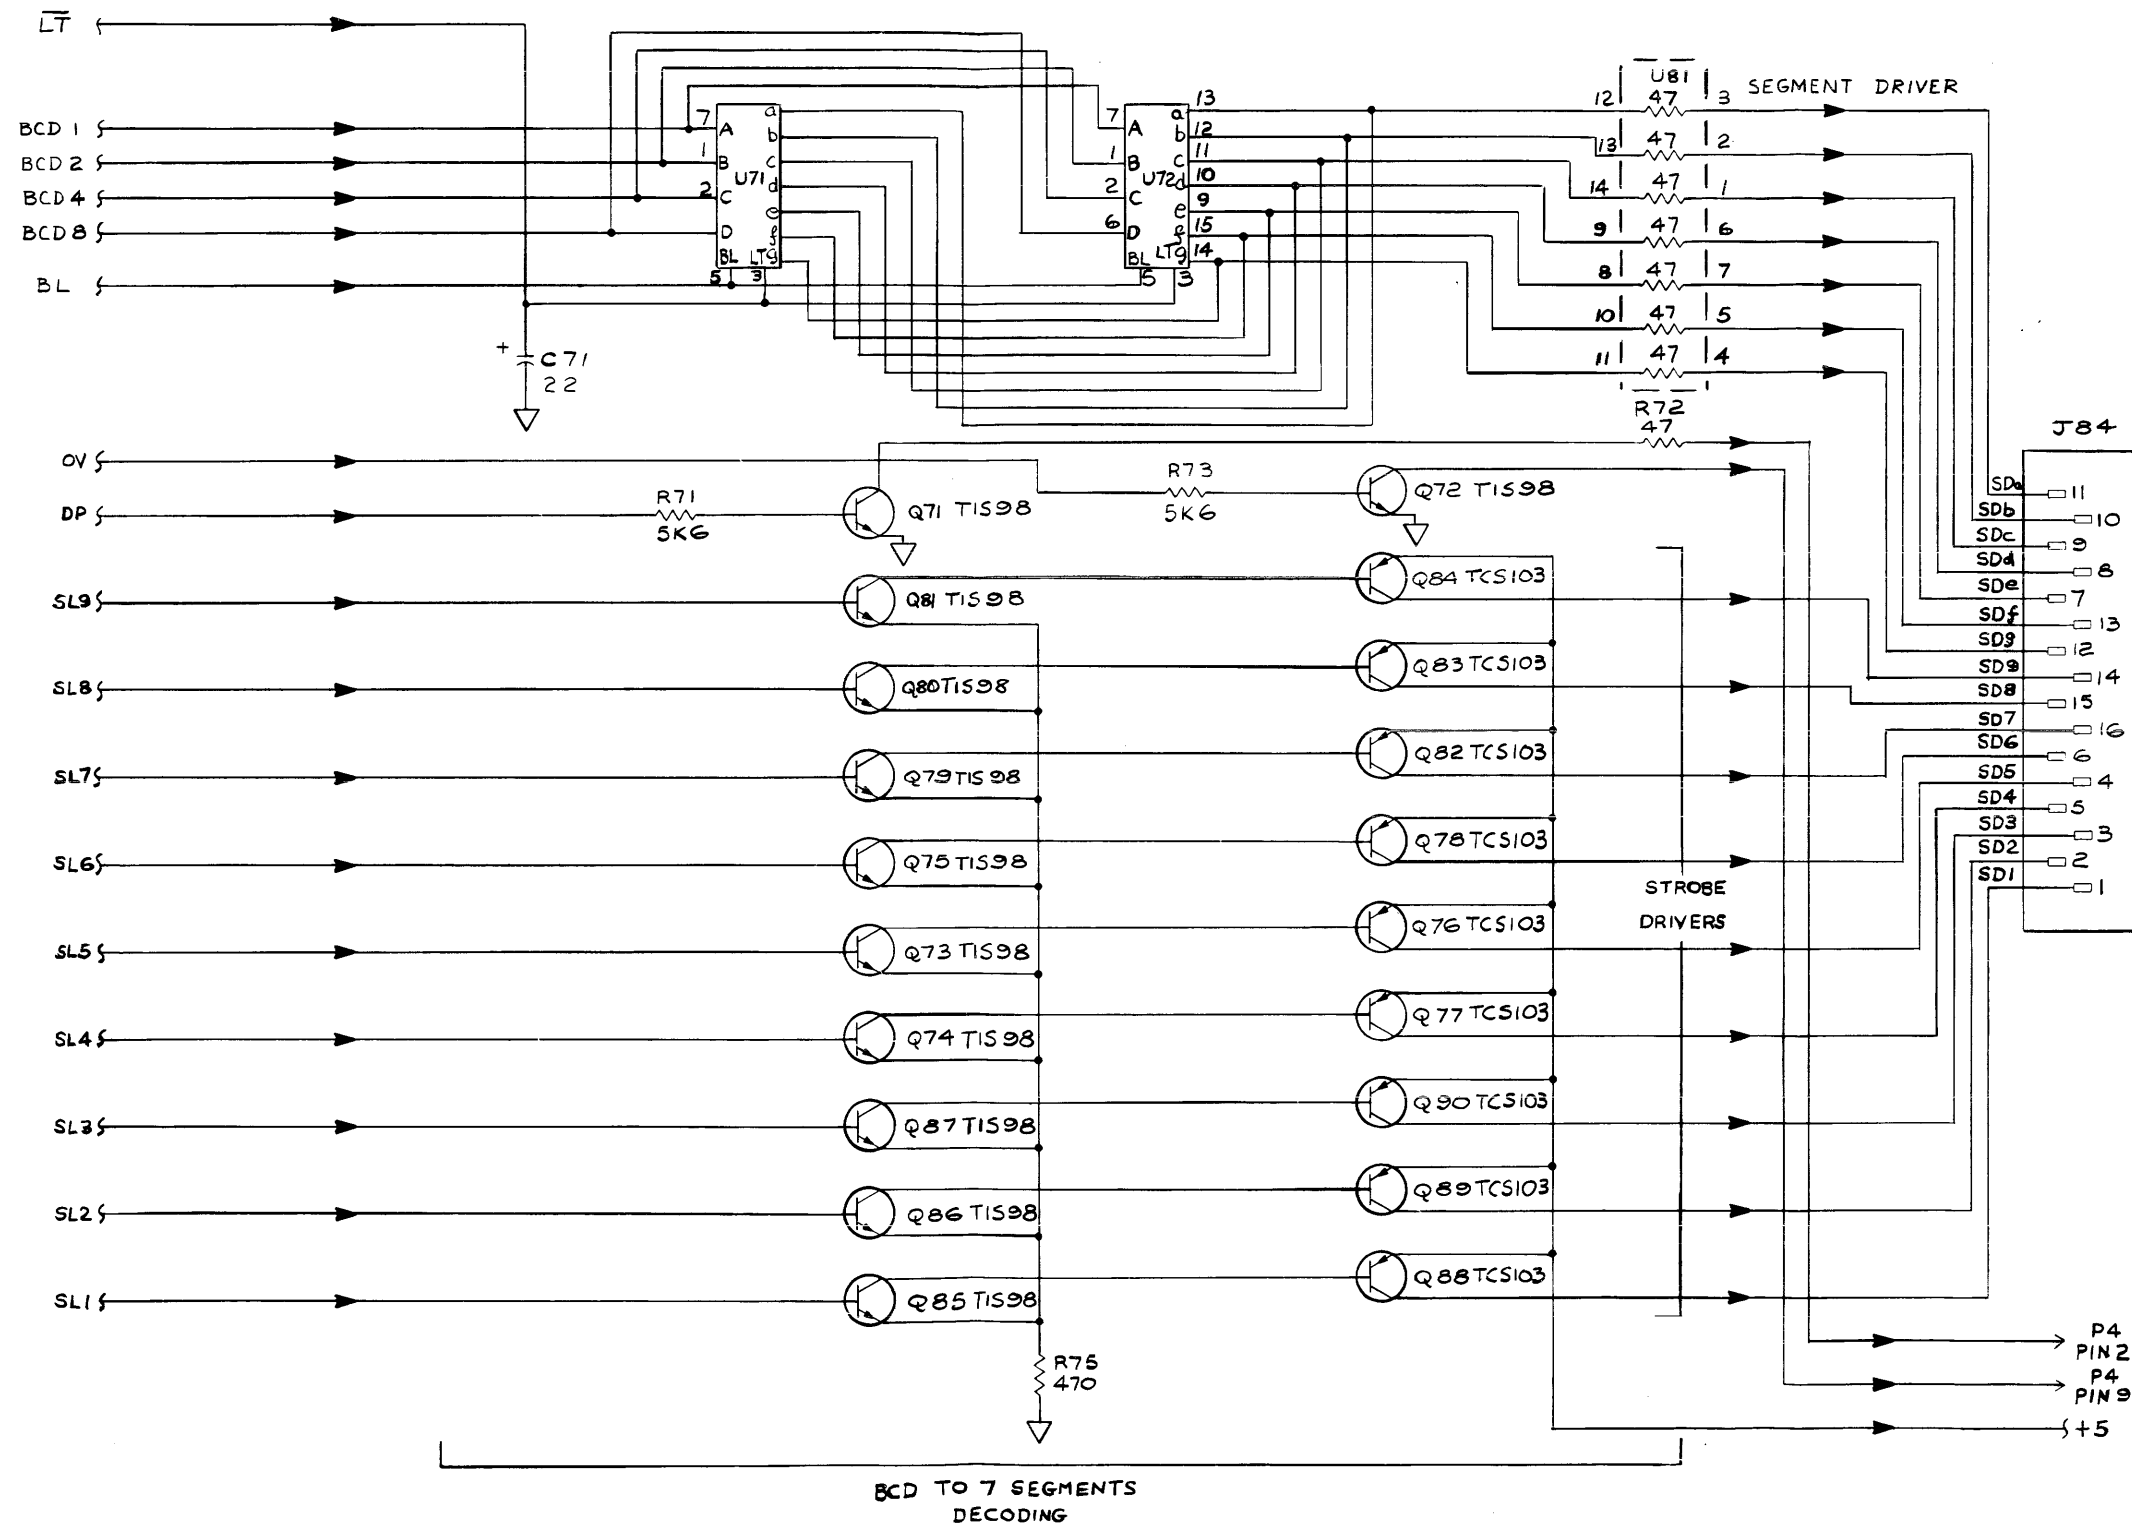 LT
BCD 1
BCD 2
BCD 4
BCD 8
BL
7
1
2
A
B
C
D
BL
LT
a
b
c
d
e
f
g
U71
5
3
7
1
2
6
A
B
C
D
BL
LT
a
b
c
d
e
f
g
U72
5
3
13
12
11
10
9
15
14
U81
SEGMENT DRIVER
12 47 3
13 47 2
14 47 1
9 47 6
8 47 7
10 47 5
11 47 4
+
C71
22
R72
47
OV
DP
R71
5K6
Q71 TIS98
R73
5K6
Q72 TIS98
SL9
Q81 TIS98
Q84 TCS103
SL8
Q80 TIS98
Q83 TCS103
SL7
Q79 TIS98
Q82 TCS103
SL6
Q75 TIS98
Q78 TCS103
SL5
Q73 TIS98
Q76 TCS103
SL4
Q74 TIS98
Q77 TCS103
SL3
Q87 TIS98
Q90 TCS103
SL2
Q86 TIS98
Q89 TCS103
SL1
Q85 TIS98
Q88 TCS103
STROBE
DRIVERS
R75
470
J84
SDa 11
SDb 10
SDc 9
SDd 8
SDe 7
SDf 13
SDg 12
SD9 14
SD8 15
SD7 16
SD6 6
SD5 4
SD4 5
SD3 3
SD2 2
SD1 1
P4
PIN 2
P4
PIN 9
+5
BCD TO 7 SEGMENTS
DECODING